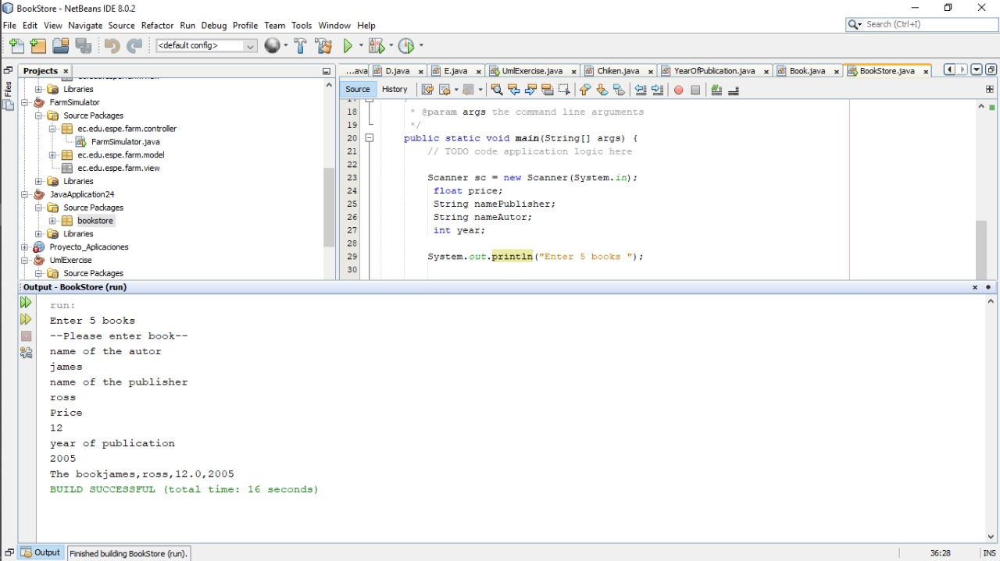 BookStore - NetBeans IDE 8.0.2
File Edit View Navigate Source Refactor Run Debug Profile Team Tools Window Help
Search (Ctrl+I)
<default config>
Files
Projects
Libraries
FarmSimulator
Source Packages
ec.edu.espe.farm.controller
FarmSimulator.java
ec.edu.espe.farm.model
ec.edu.espe.farm.view
Libraries
JavaApplication24
Source Packages
bookstore
Libraries
Proyecto_Aplicaciones
UmlExercise
Source Packages
...ava D.java E.java UmlExercise.java Chiken.java YearOfPublication.java Book.java BookStore.java
Source History
17
18 * @param args the command line arguments
19 */
20 public static void main(String[] args) {
21 // TODO code application logic here
22
23 Scanner sc = new Scanner(System.in);
24 float price;
25 String namePublisher;
26 String nameAutor;
27 int year;
28
29 System.out.println("Enter 5 books ");
30
Output - BookStore (run)
run:
Enter 5 books
--Please enter book--
name of the autor
james
name of the publisher
ross
Price
12
year of publication
2005
The bookjames,ross,12.0,2005
BUILD SUCCESSFUL (total time: 16 seconds)
Output
Finished building BookStore (run).
36:28 INS